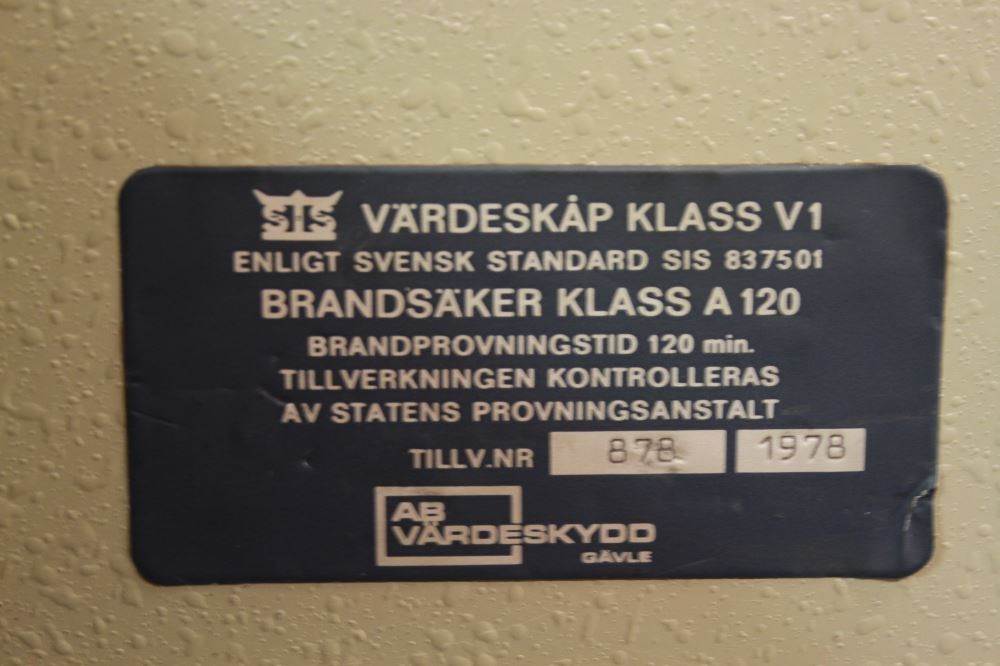 SIS VÄRDESKÅP KLASS V1
ENLIGT SVENSK STANDARD SIS 837501
BRANDSÄKER KLASS A 120
BRANDPROVNINGSTID 120 min.
TILLVERKNINGEN KONTROLLERAS
AV STATENS PROVNINGSANSTALT
TILLV.NR 878 1978
AB
VÄRDESKYDD
GÄVLE